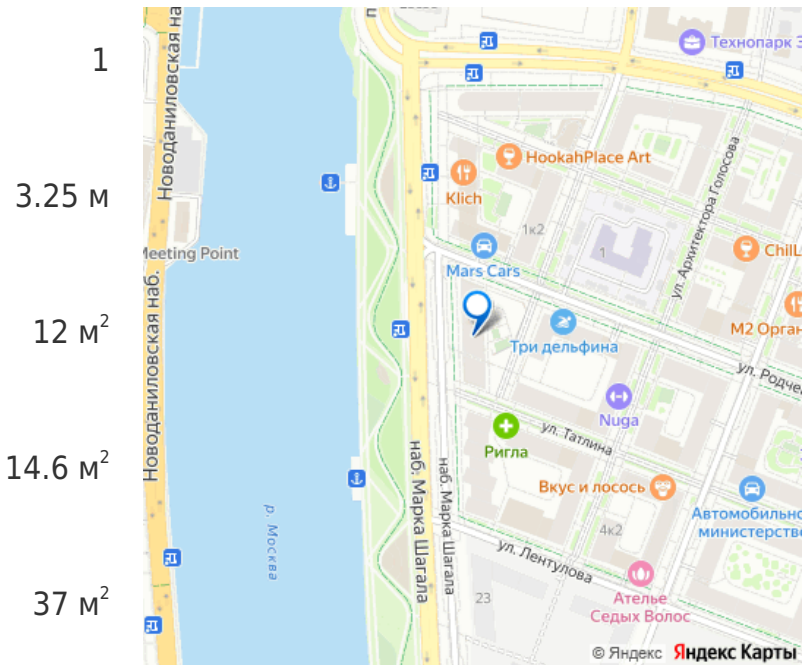 1
3.25 м
12 м²
14.6 м²
37 м²
Новоданиловская
Технопарк
HookahPlace Art
Klich
1к2
Meeting Point
Mars Cars
1
ул. Архитектора Голосова
ChillL
М2 Орган
Новоданиловская наб.
Три дельфина
ул. Родче
Nuga
Ригла
ул. Татлина
наб. Марка Шагала
наб. Марка Шагала
Вкус и лосось
Автомобильно
министерство
4к2
р. Москва
ул. Лентулова
23
Ателье
Седых Волос
© Яндекс Яндекс Карты